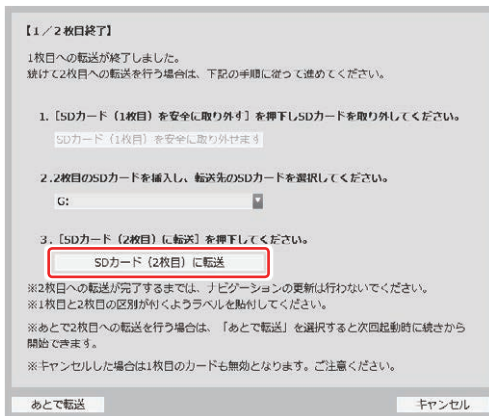 【1／2枚目終了】
1枚目への転送が終了しました。
続けて2枚目への転送を行う場合は、下記の手順に従って進めてください。
1．［SDカード（1枚目）を安全に取り外す］を押下しSDカードを取り外してください。
SDカード（1枚目）を安全に取り外せます
2．2枚目のSDカードを挿入し、転送先のSDカードを選択してください。
G:
3．［SDカード（2枚目）に転送］を押下してください。
SDカード（2枚目）に転送
※2枚目への転送が完了するまでは、ナビゲーションの更新は行わないでください。
※1枚目と2枚目の区別が付くようラベルを貼付してください。
※あとで2枚目への転送を行う場合は、「あとで転送」を選択すると次回起動時に続きから
開始できます。
※キャンセルした場合は1枚目のカードも無効となります。ご注意ください。
あとで転送
キャンセル